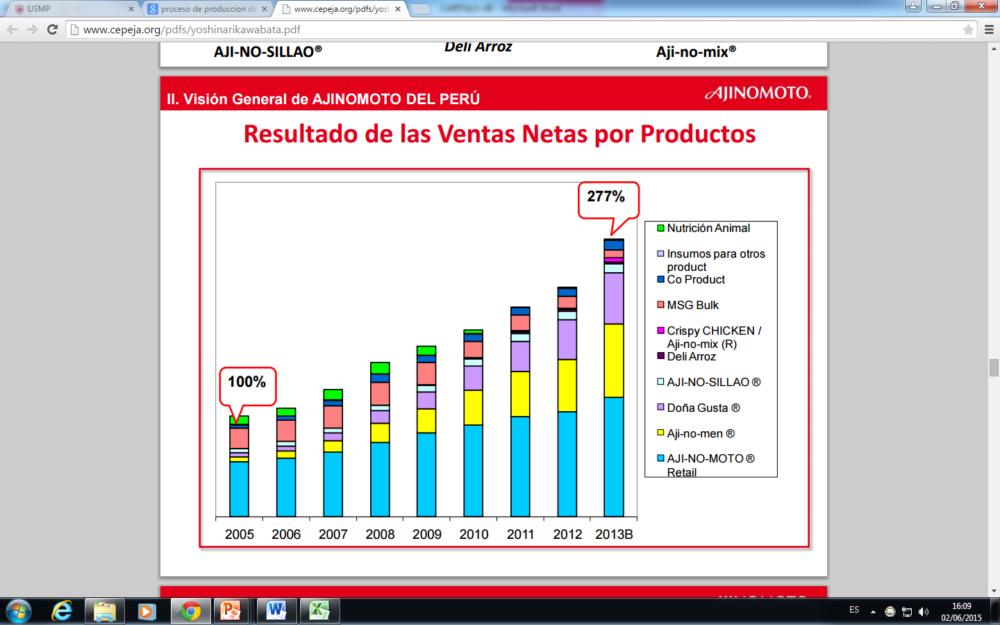 USMP
proceso de produccion de
www.cepeja.org/pdfs/yosh
CAPITULO
Microsoft Word
www.cepeja.org/pdfs/yoshinarikawabata.pdf
AJI-NO-SILLAO®
Deli Arroz
Aji-no-mix®
II. Visión General de AJINOMOTO DEL PERÚ
AJINOMOTO®
Resultado de las Ventas Netas por Productos
277%
100%
Nutrición Animal
Insumos para otros
product
Co Product
MSG Bulk
Crispy CHICKEN /
Aji-no-mix (R)
Deli Arroz
AJI-NO-SILLAO ®
Doña Gusta ®
Aji-no-men ®
AJI-NO-MOTO ®
Retail
2005 2006 2007 2008 2009 2010 2011 2012 2013B
ES
16:09
02/06/2015